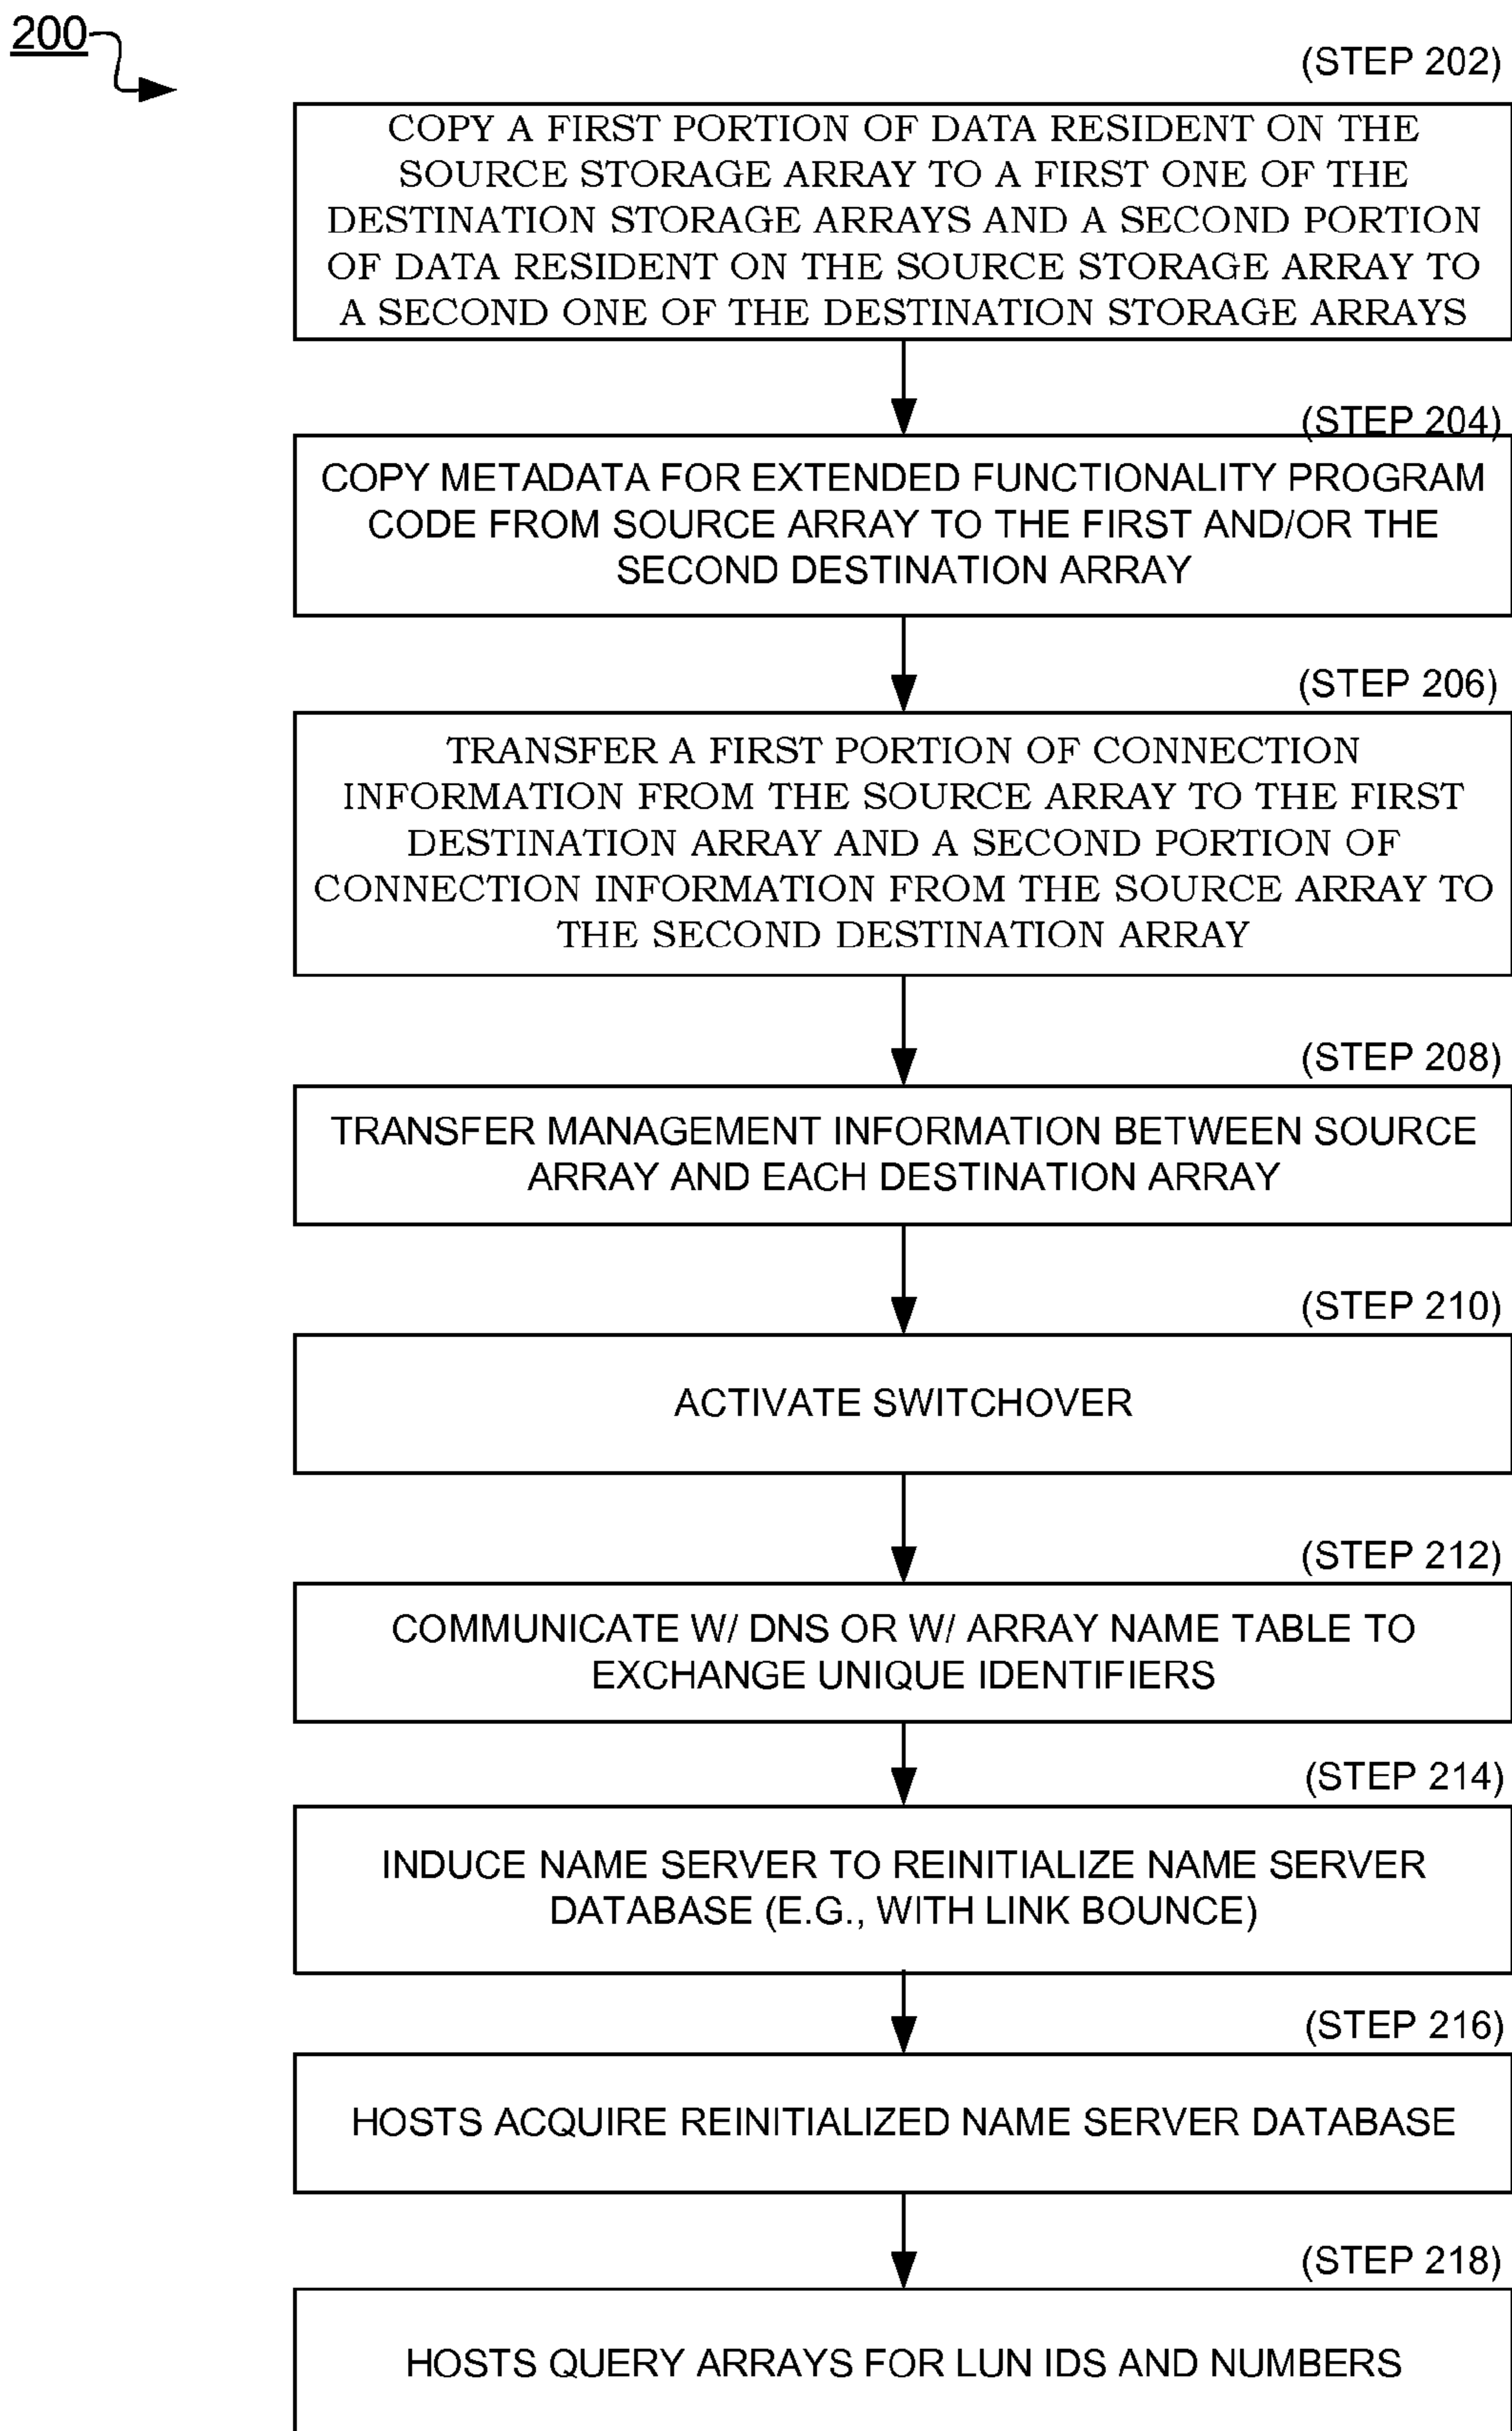 200
(STEP 202)
COPY A FIRST PORTION OF DATA RESIDENT ON THE
SOURCE STORAGE ARRAY TO A FIRST ONE OF THE
DESTINATION STORAGE ARRAYS AND A SECOND PORTION
OF DATA RESIDENT ON THE SOURCE STORAGE ARRAY TO
A SECOND ONE OF THE DESTINATION STORAGE ARRAYS
(STEP 204)
COPY METADATA FOR EXTENDED FUNCTIONALITY PROGRAM
CODE FROM SOURCE ARRAY TO THE FIRST AND/OR THE
SECOND DESTINATION ARRAY
(STEP 206)
TRANSFER A FIRST PORTION OF CONNECTION
INFORMATION FROM THE SOURCE ARRAY TO THE FIRST
DESTINATION ARRAY AND A SECOND PORTION OF
CONNECTION INFORMATION FROM THE SOURCE ARRAY TO
THE SECOND DESTINATION ARRAY
(STEP 208)
TRANSFER MANAGEMENT INFORMATION BETWEEN SOURCE
ARRAY AND EACH DESTINATION ARRAY
(STEP 210)
ACTIVATE SWITCHOVER
(STEP 212)
COMMUNICATE W/ DNS OR W/ ARRAY NAME TABLE TO
EXCHANGE UNIQUE IDENTIFIERS
(STEP 214)
INDUCE NAME SERVER TO REINITIALIZE NAME SERVER
DATABASE (E.G., WITH LINK BOUNCE)
(STEP 216)
HOSTS ACQUIRE REINITIALIZED NAME SERVER DATABASE
(STEP 218)
HOSTS QUERY ARRAYS FOR LUN IDS AND NUMBERS